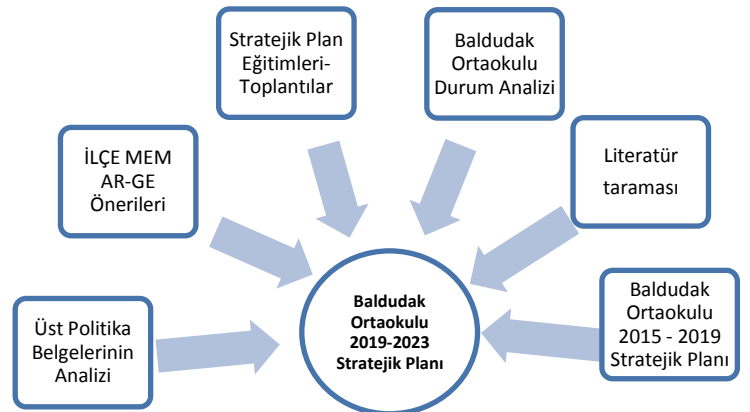 Stratejik Plan
Eğitimleri-
Toplantılar
Baldudak
Ortaokulu
Durum Analizi
İLÇE MEM
AR-GE
Önerileri
Literatür
taraması
Üst Politika
Belgelerinin
Analizi
Baldudak
Ortaokulu
2019-2023
Stratejik Planı
Baldudak
Ortaokulu
2015 - 2019
Stratejik Planı